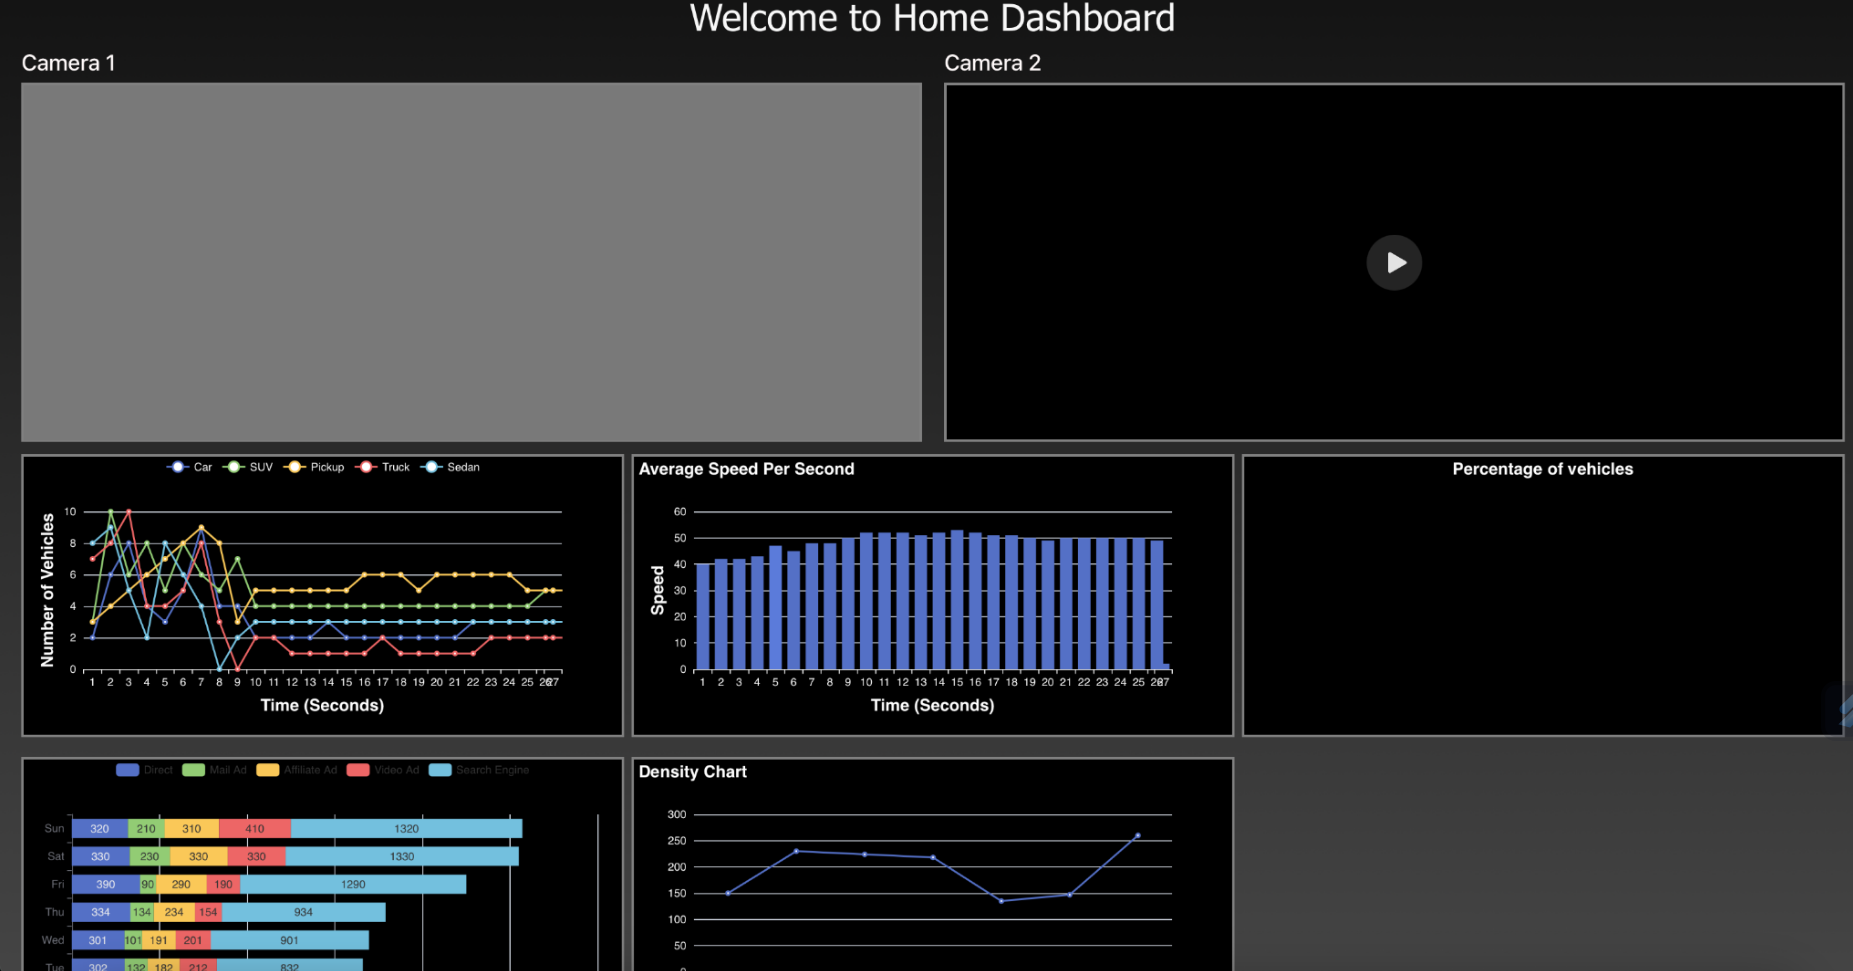 Welcome to Home Dashboard
Camera 1
Camera 2
Car SUV Pickup Truck Sedan
Number of Vehicles
10
8
6
4
2
0
1 2 3 4 5 6 7 8 9 10 11 12 13 14 15 16 17 18 19 20 21 22 23 24 25 26 27
Time (Seconds)
Average Speed Per Second
Speed
60
50
40
30
20
10
0
1 2 3 4 5 6 7 8 9 10 11 12 13 14 15 16 17 18 19 20 21 22 23 24 25 26 27
Time (Seconds)
Percentage of vehicles
Direct Mail Ad Affiliate Ad Video Ad Search Engine
Sun 320 210 310 410 1320
Sat 330 230 330 330 1330
Fri 390 90 290 190 1290
Thu 334 134 234 154 934
Wed 301 101 191 201 901
Tue 302 132 182 212 832
Density Chart
300
250
200
150
100
50
0